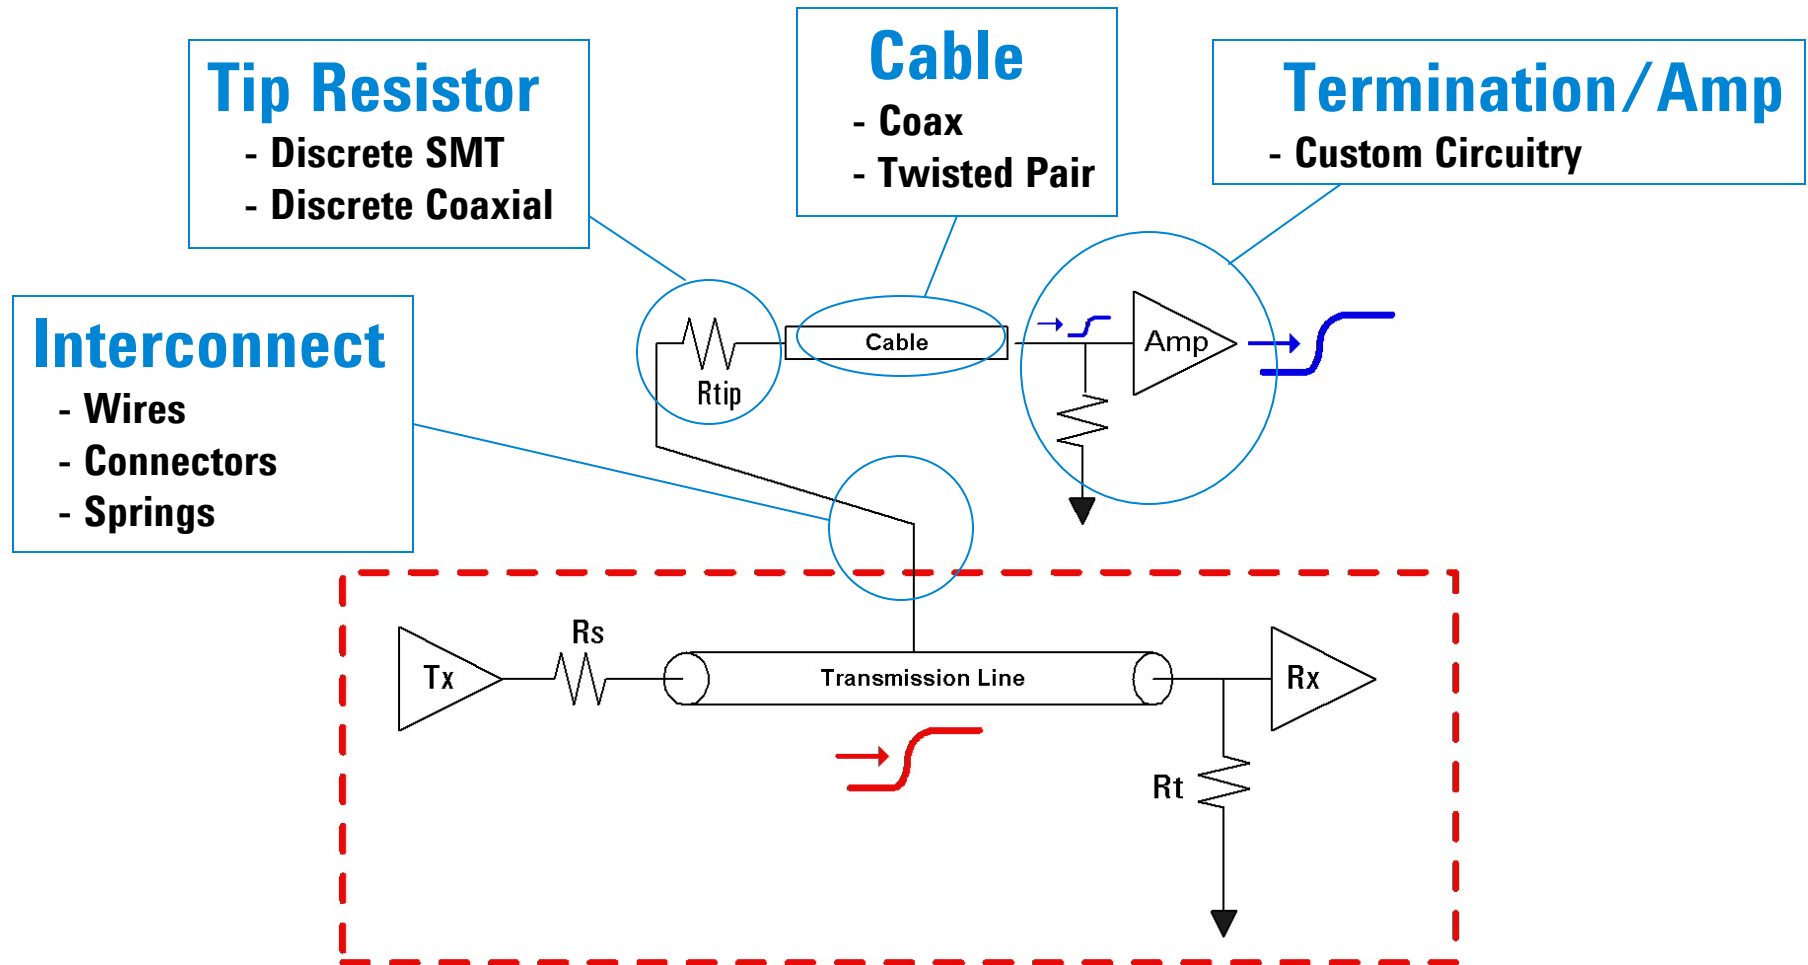 Tip Resistor
- Discrete SMT
- Discrete Coaxial
Cable
- Coax
- Twisted Pair
Termination/Amp
- Custom Circuitry
Interconnect
- Wires
- Connectors
- Springs
Rtip
Cable
Amp
Tx
Rs
Transmission Line
Rx
Rt